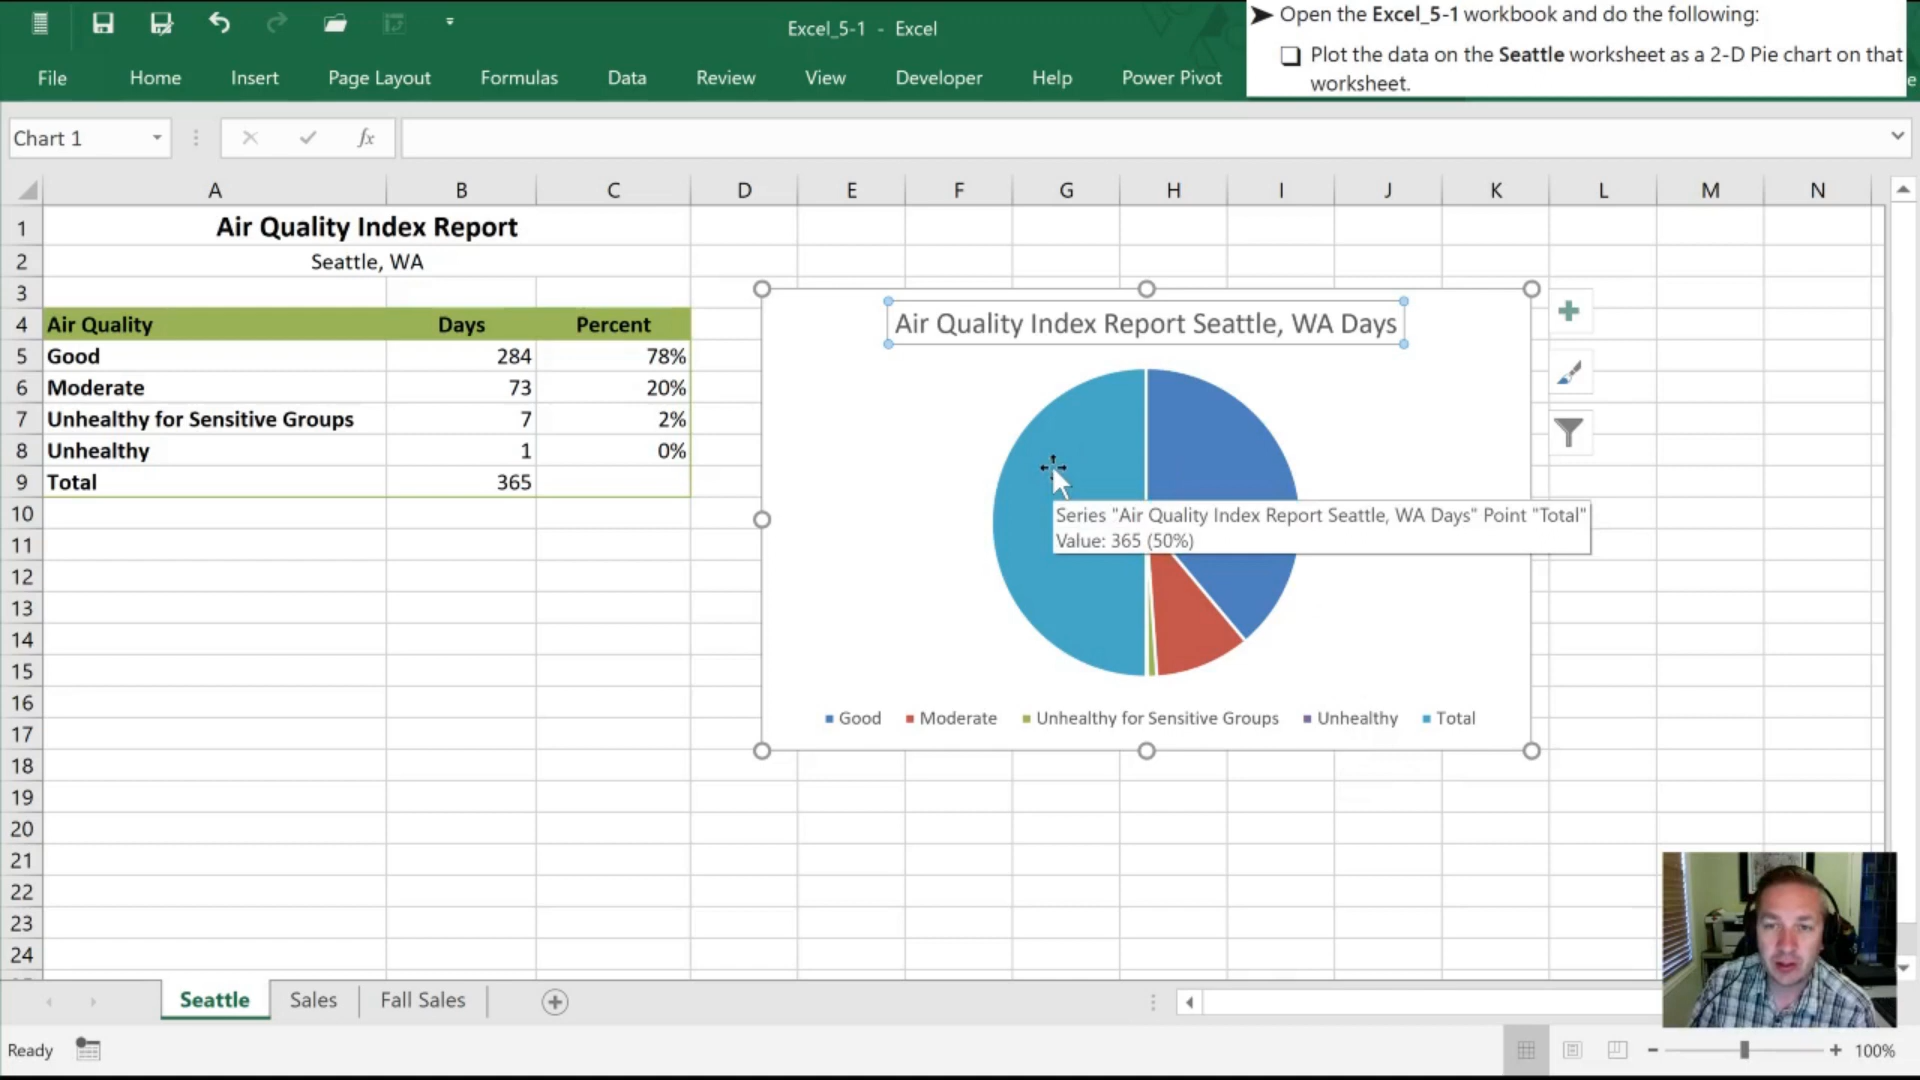 Excel_5-1 - Excel
➤ Open the Excel_5-1 workbook and do the following:
❑ Plot the data on the Seattle worksheet as a 2-D Pie chart on that
worksheet.
File Home Insert Page Layout Formulas Data Review View Developer Help Power Pivot
Chart 1 fx
A B C D E F G H I J K L M N
1 Air Quality Index Report
2 Seattle, WA
3
4 Air Quality Days Percent
5 Good 284 78%
6 Moderate 73 20%
7 Unhealthy for Sensitive Groups 7 2%
8 Unhealthy 1 0%
9 Total 365
10
11
12
13
14
15
16
17
18
19
20
21
22
23
24
Air Quality Index Report Seattle, WA Days
Series "Air Quality Index Report Seattle, WA Days" Point "Total"
Value: 365 (50%)
Good Moderate Unhealthy for Sensitive Groups Unhealthy Total
Seattle Sales Fall Sales
Ready
100%